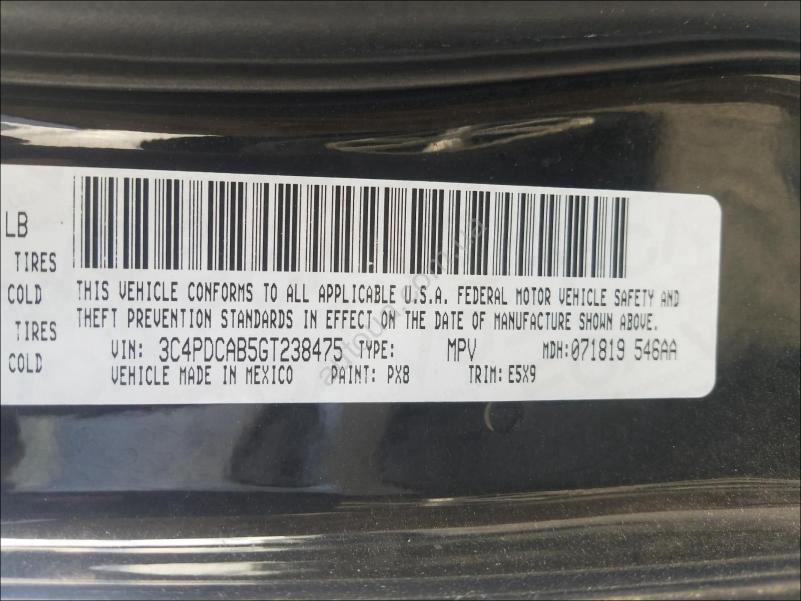 LB
TIRES
COLD
TIRES
COLD
THIS VEHICLE CONFORMS TO ALL APPLICABLE U.S.A. FEDERAL MOTOR VEHICLE SAFETY AND
THEFT PREVENTION STANDARDS IN EFFECT ON THE DATE OF MANUFACTURE SHOWN ABOVE.
VIN: 3C4PDCAB5GT238475 TYPE: MPV MDH:071819 546AA
VEHICLE MADE IN MEXICO PAINT: PX8 TRIM: E5X9